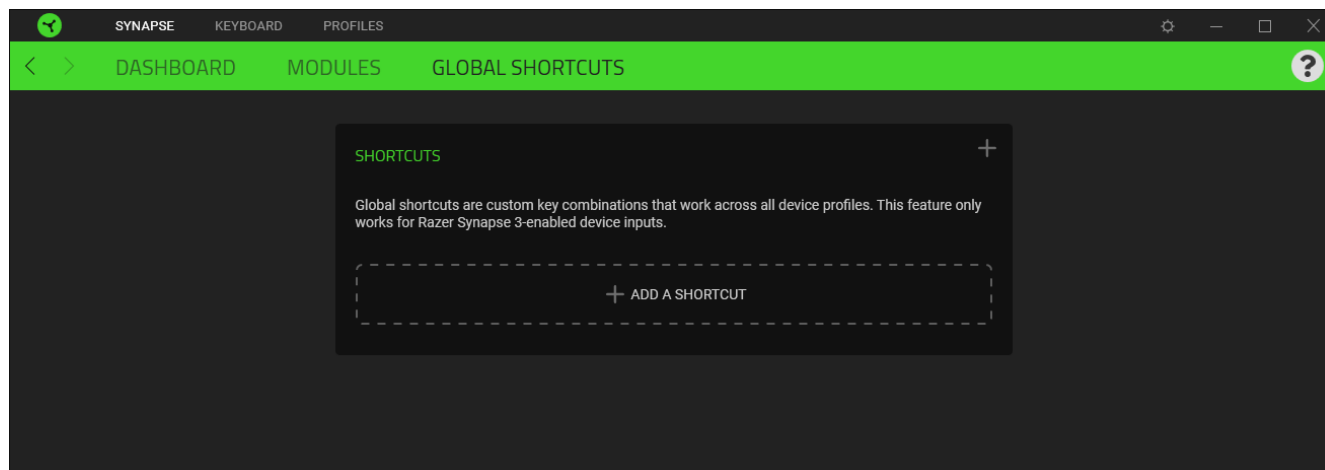 SYNAPSE KEYBOARD PROFILES
DASHBOARD MODULES GLOBAL SHORTCUTS ?
SHORTCUTS
Global shortcuts are custom key combinations that work across all device profiles. This feature only
works for Razer Synapse 3-enabled device inputs.
ADD A SHORTCUT